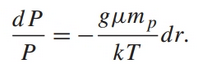 dP/P = − gμm_p/kT dr.